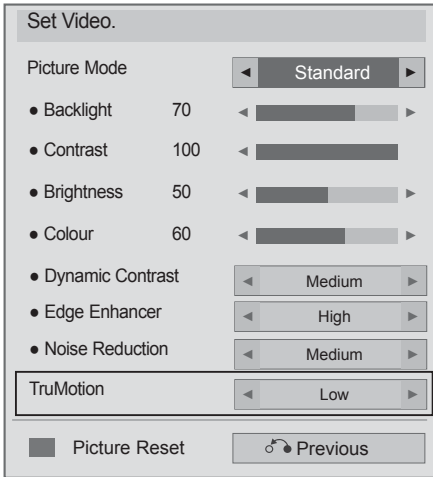 Set Video.
Picture Mode ◄ Standard ►
● Backlight 70 ◄ ►
● Contrast 100 ◄
● Brightness 50 ◄ ►
● Colour 60 ◄ ►
● Dynamic Contrast ◄ Medium ►
● Edge Enhancer ◄ High ►
● Noise Reduction ◄ Medium ►
TruMotion ◄ Low ►
Picture Reset Previous